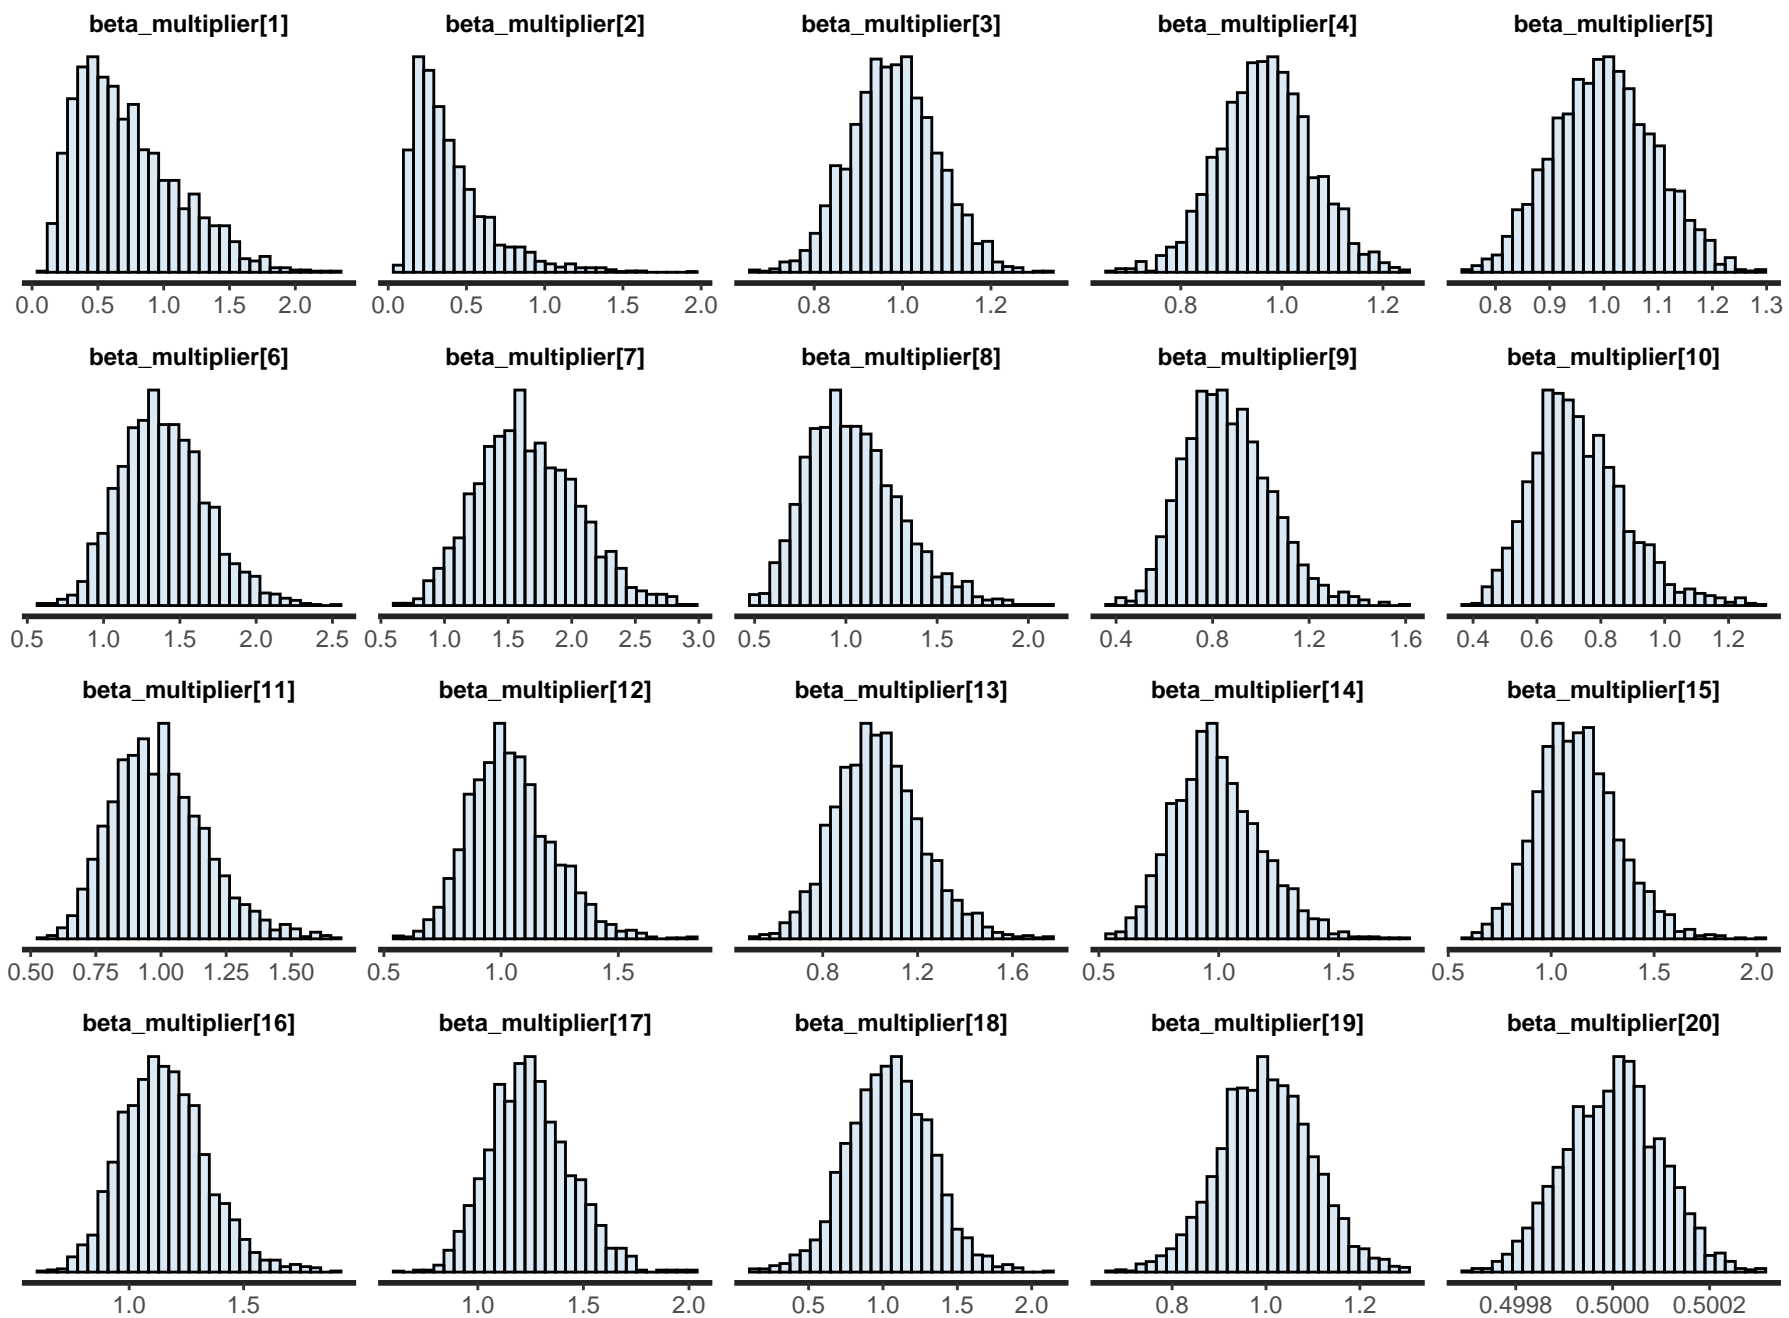 beta_multiplier[1] beta_multiplier[2] beta_multiplier[3] beta_multiplier[4] beta_multiplier[5]
0.0 0.5 1.0 1.5 2.0 0.0 0.5 1.0 1.5 2.0 0.8 1.0 1.2 0.8 1.0 1.2 0.8 0.9 1.0 1.1 1.2 1.3
beta_multiplier[6] beta_multiplier[7] beta_multiplier[8] beta_multiplier[9] beta_multiplier[10]
0.5 1.0 1.5 2.0 2.5 0.5 1.0 1.5 2.0 2.5 3.0 0.5 1.0 1.5 2.0 0.4 0.8 1.2 1.6 0.4 0.6 0.8 1.0 1.2
beta_multiplier[11] beta_multiplier[12] beta_multiplier[13] beta_multiplier[14] beta_multiplier[15]
0.50 0.75 1.00 1.25 1.50 0.5 1.0 1.5 0.8 1.2 1.6 0.5 1.0 1.5 0.5 1.0 1.5 2.0
beta_multiplier[16] beta_multiplier[17] beta_multiplier[18] beta_multiplier[19] beta_multiplier[20]
1.0 1.5 1.0 1.5 2.0 0.5 1.0 1.5 2.0 0.8 1.0 1.2 0.4998 0.5000 0.5002